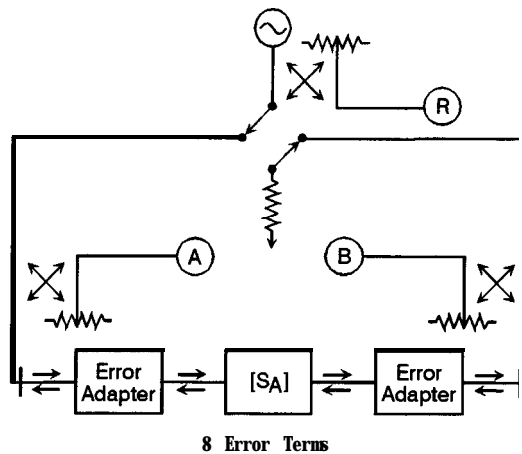 R
A
B
Error
Adapter
[SA]
Error
Adapter
8 Error Terms